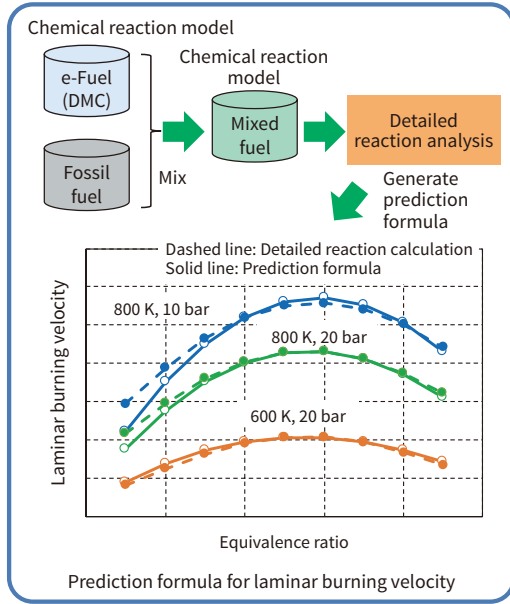 Chemical reaction model
e-Fuel
(DMC)
Fossil
fuel
Mix
Chemical reaction
model
Mixed
fuel
Detailed
reaction analysis
Generate
prediction
formula
Dashed line: Detailed reaction calculation
Solid line: Prediction formula
800 K, 10 bar
800 K, 20 bar
600 K, 20 bar
Laminar burning velocity
Equivalence ratio
Prediction formula for laminar burning velocity